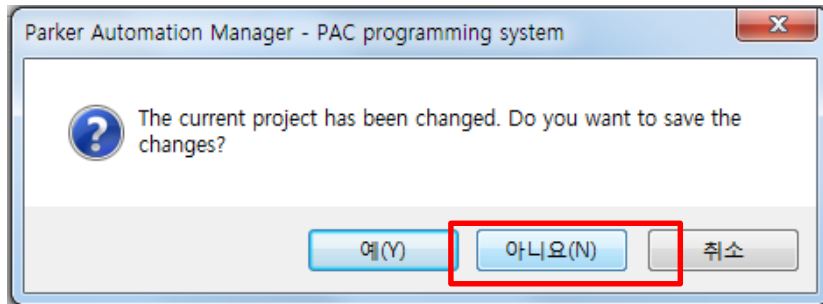 Parker Automation Manager - PAC programming system
The current project has been changed. Do you want to save the
changes?
예(Y) 아니요(N) 취소